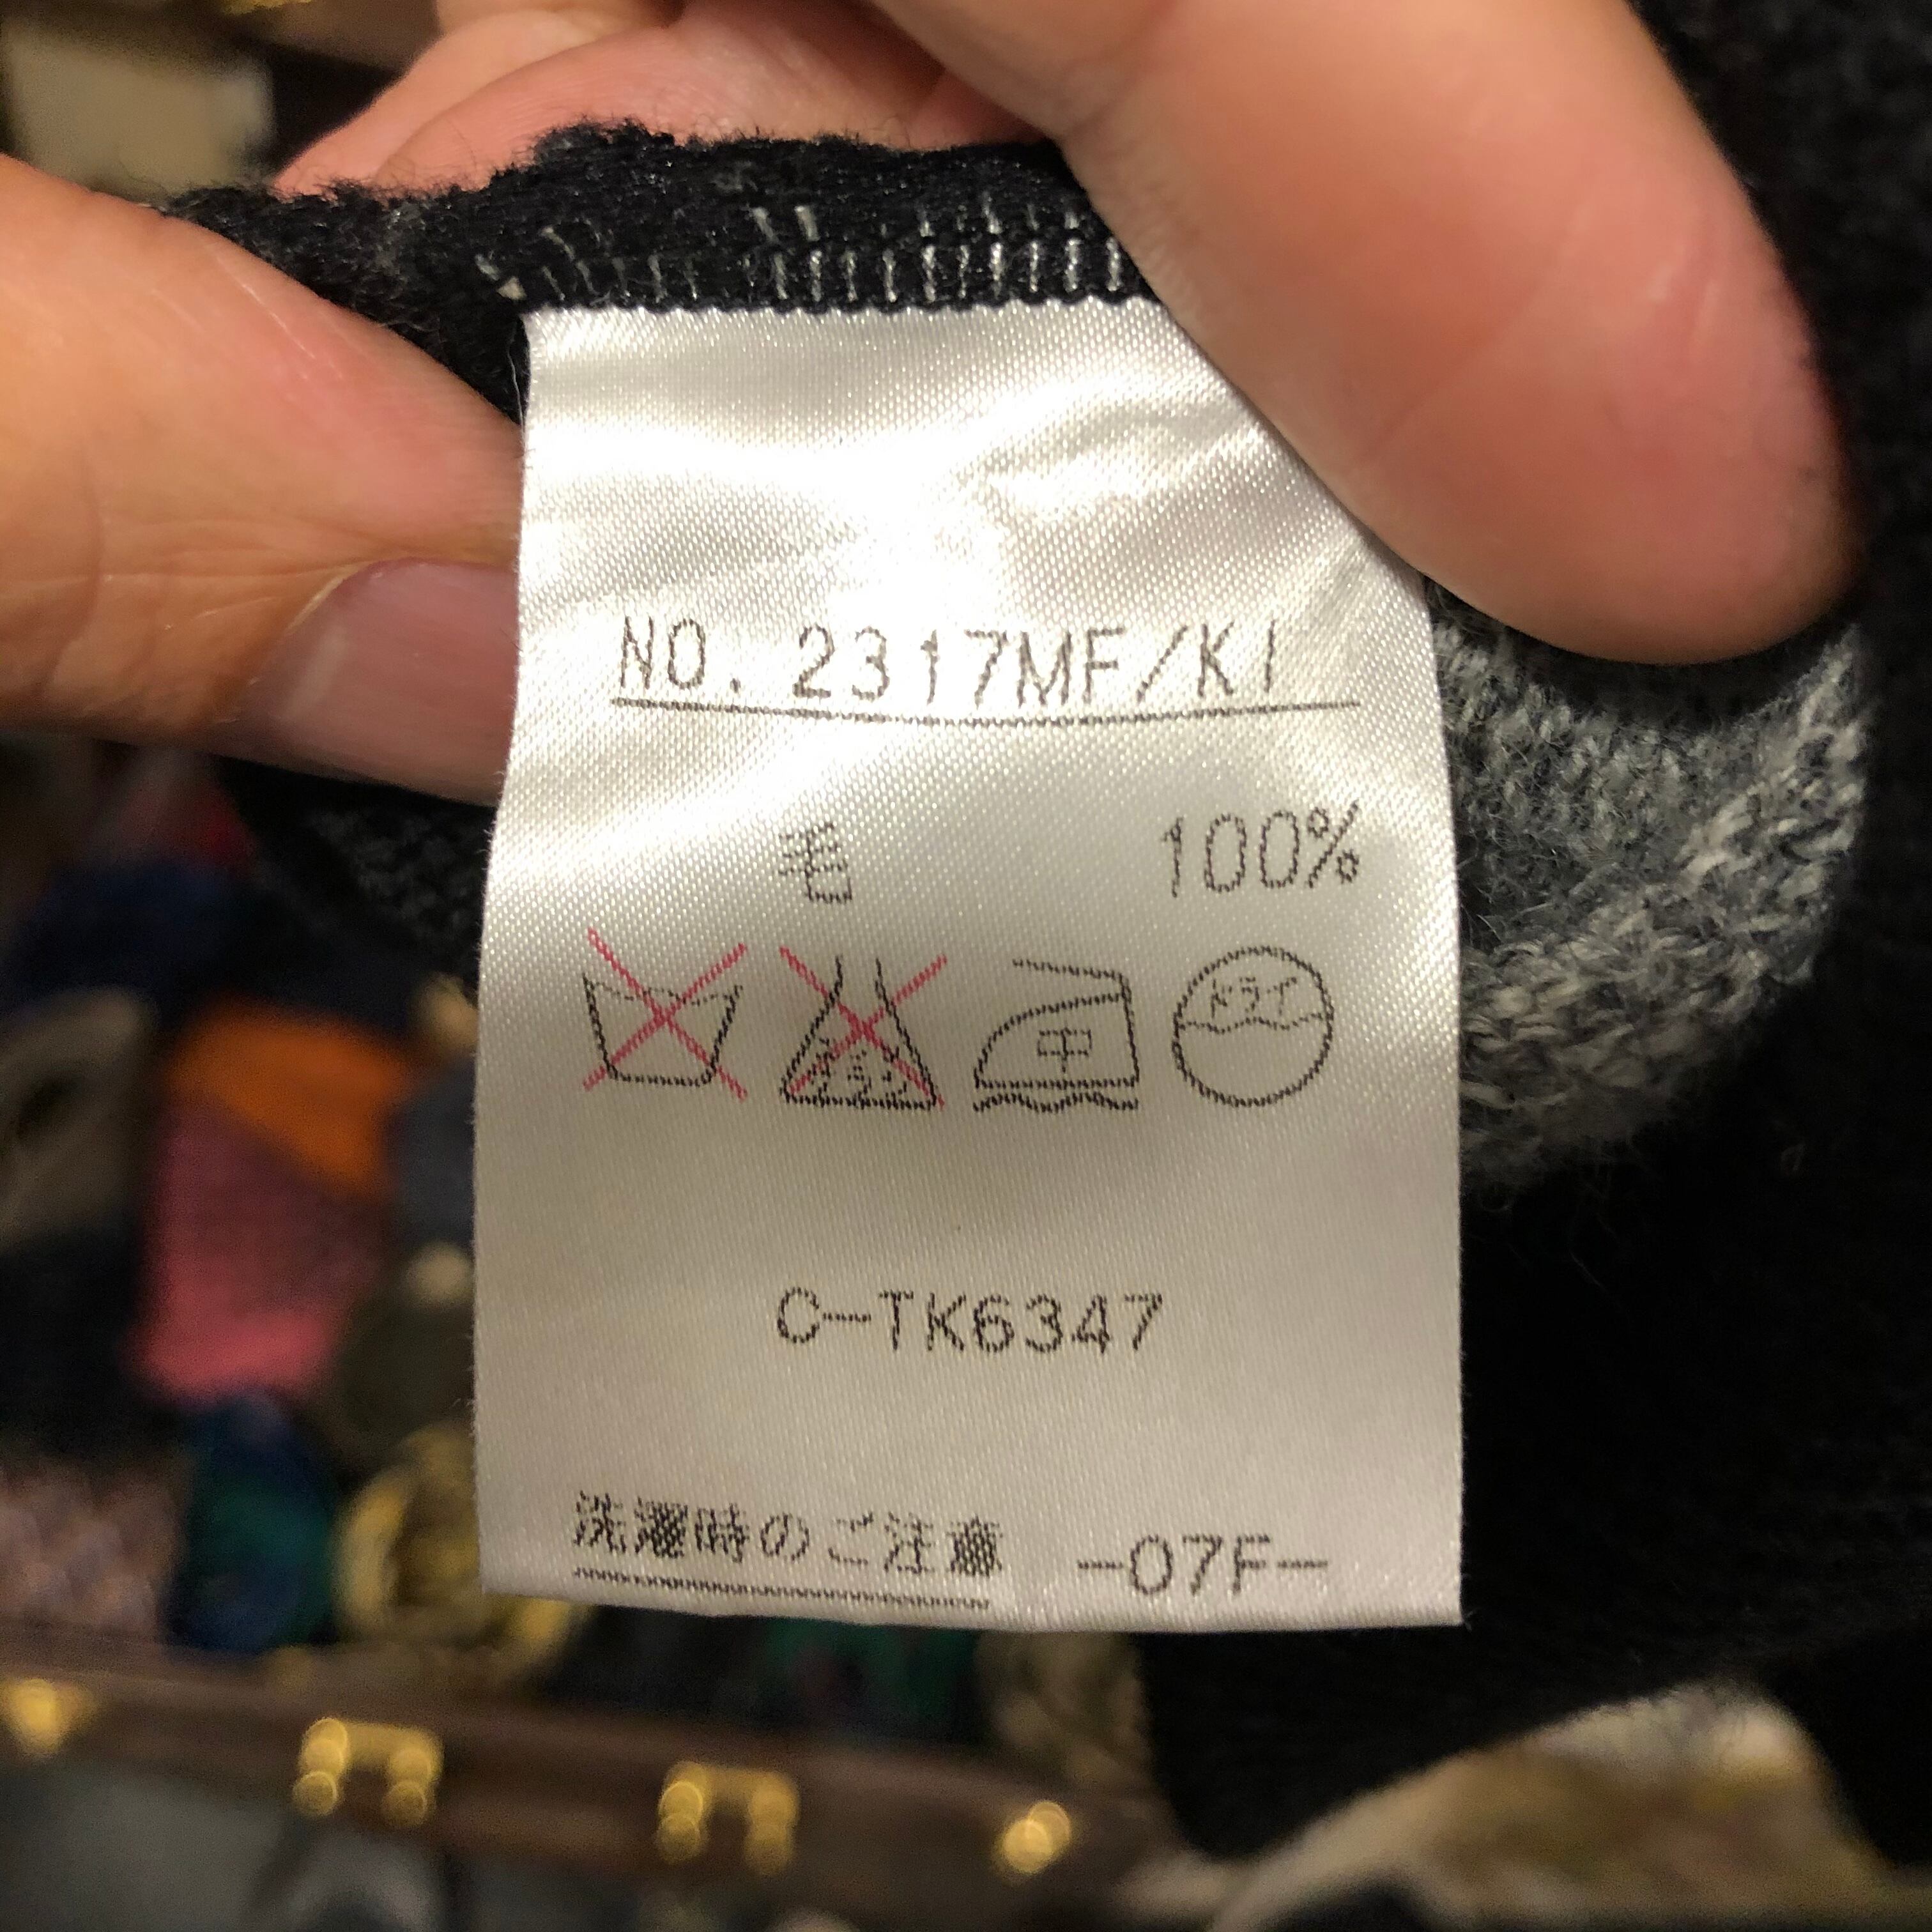 NO. 2317MF/KI
毛 100%
中 ドライ
C-TK6347
洗濯時のご注意 -07F-